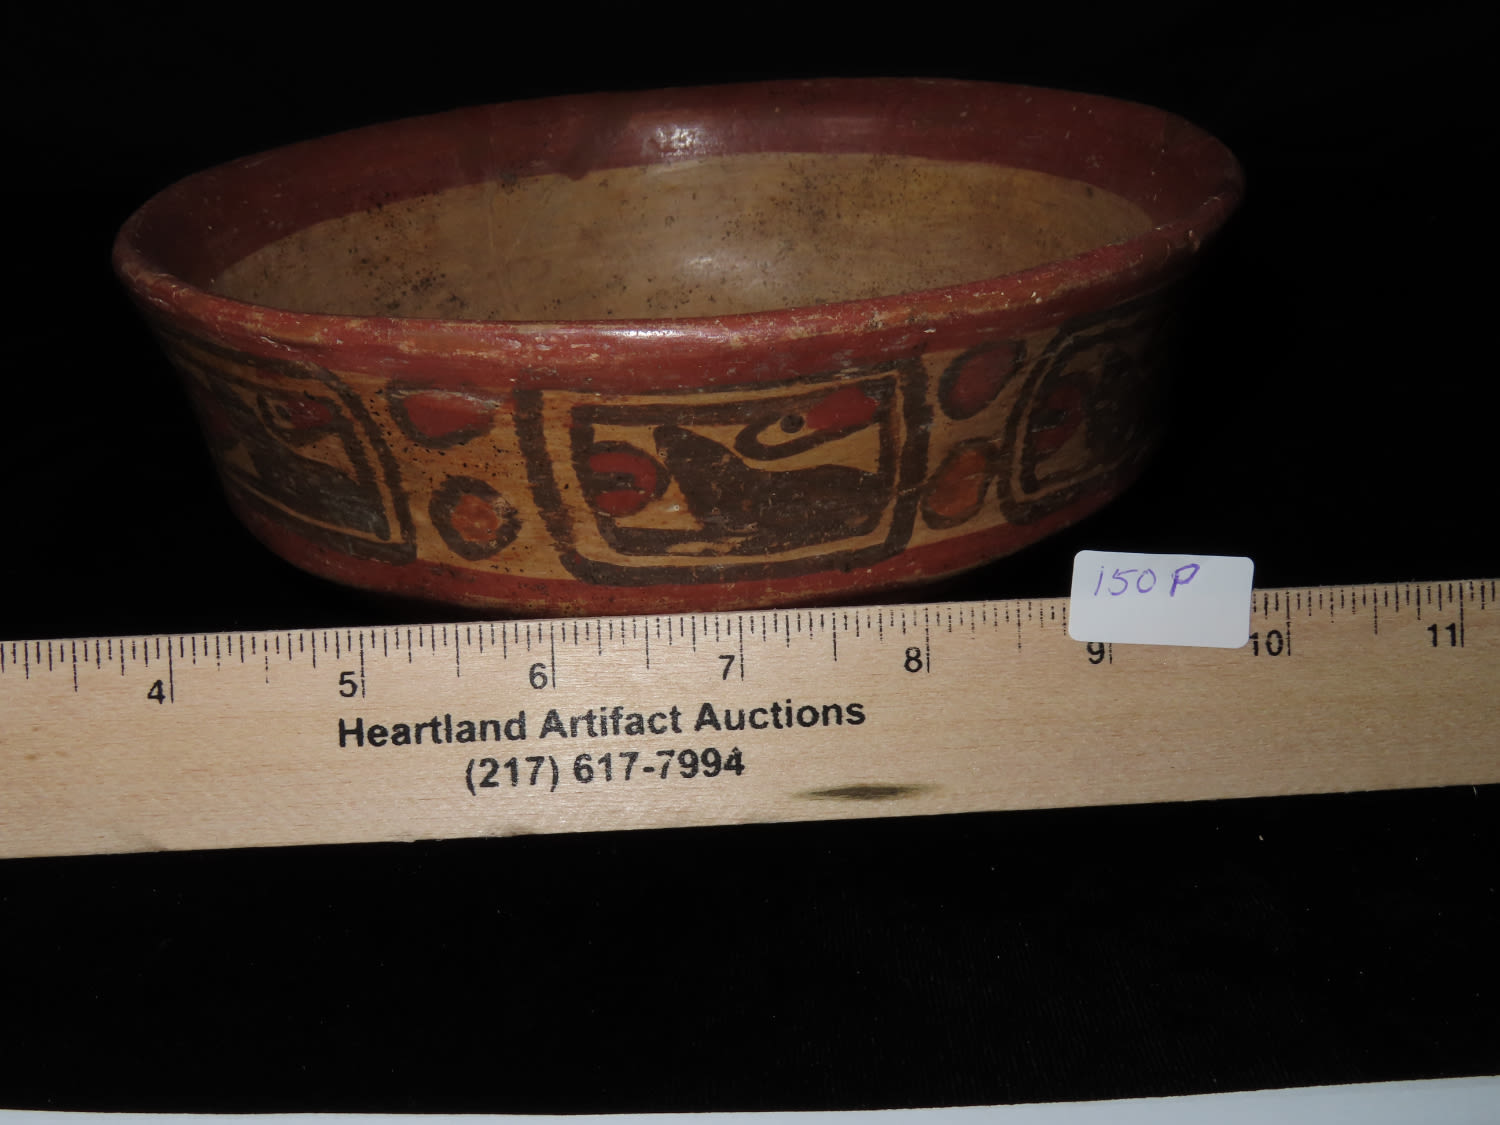 150P
4 5 6 7 8 9 10 11
Heartland Artifact Auctions
(217) 617-7994